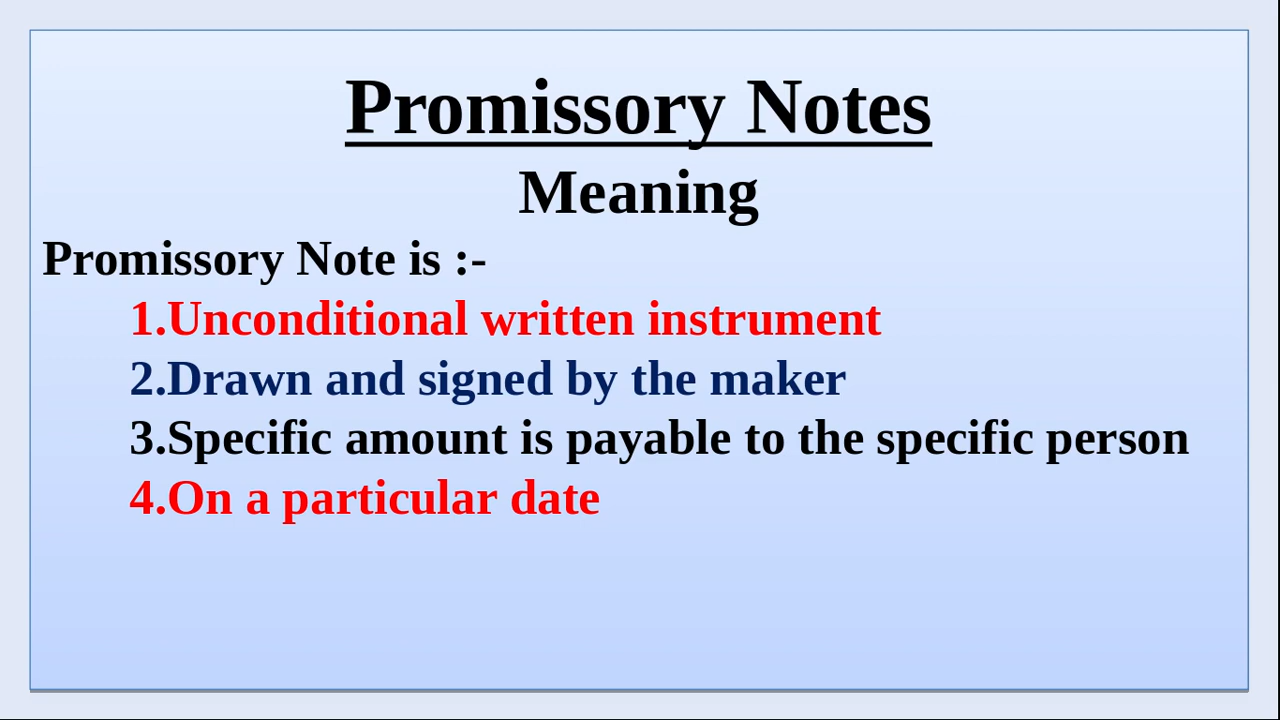 Promissory Notes
Meaning
Promissory Note is :-
1.Unconditional written instrument
2.Drawn and signed by the maker
3.Specific amount is payable to the specific person
4.On a particular date